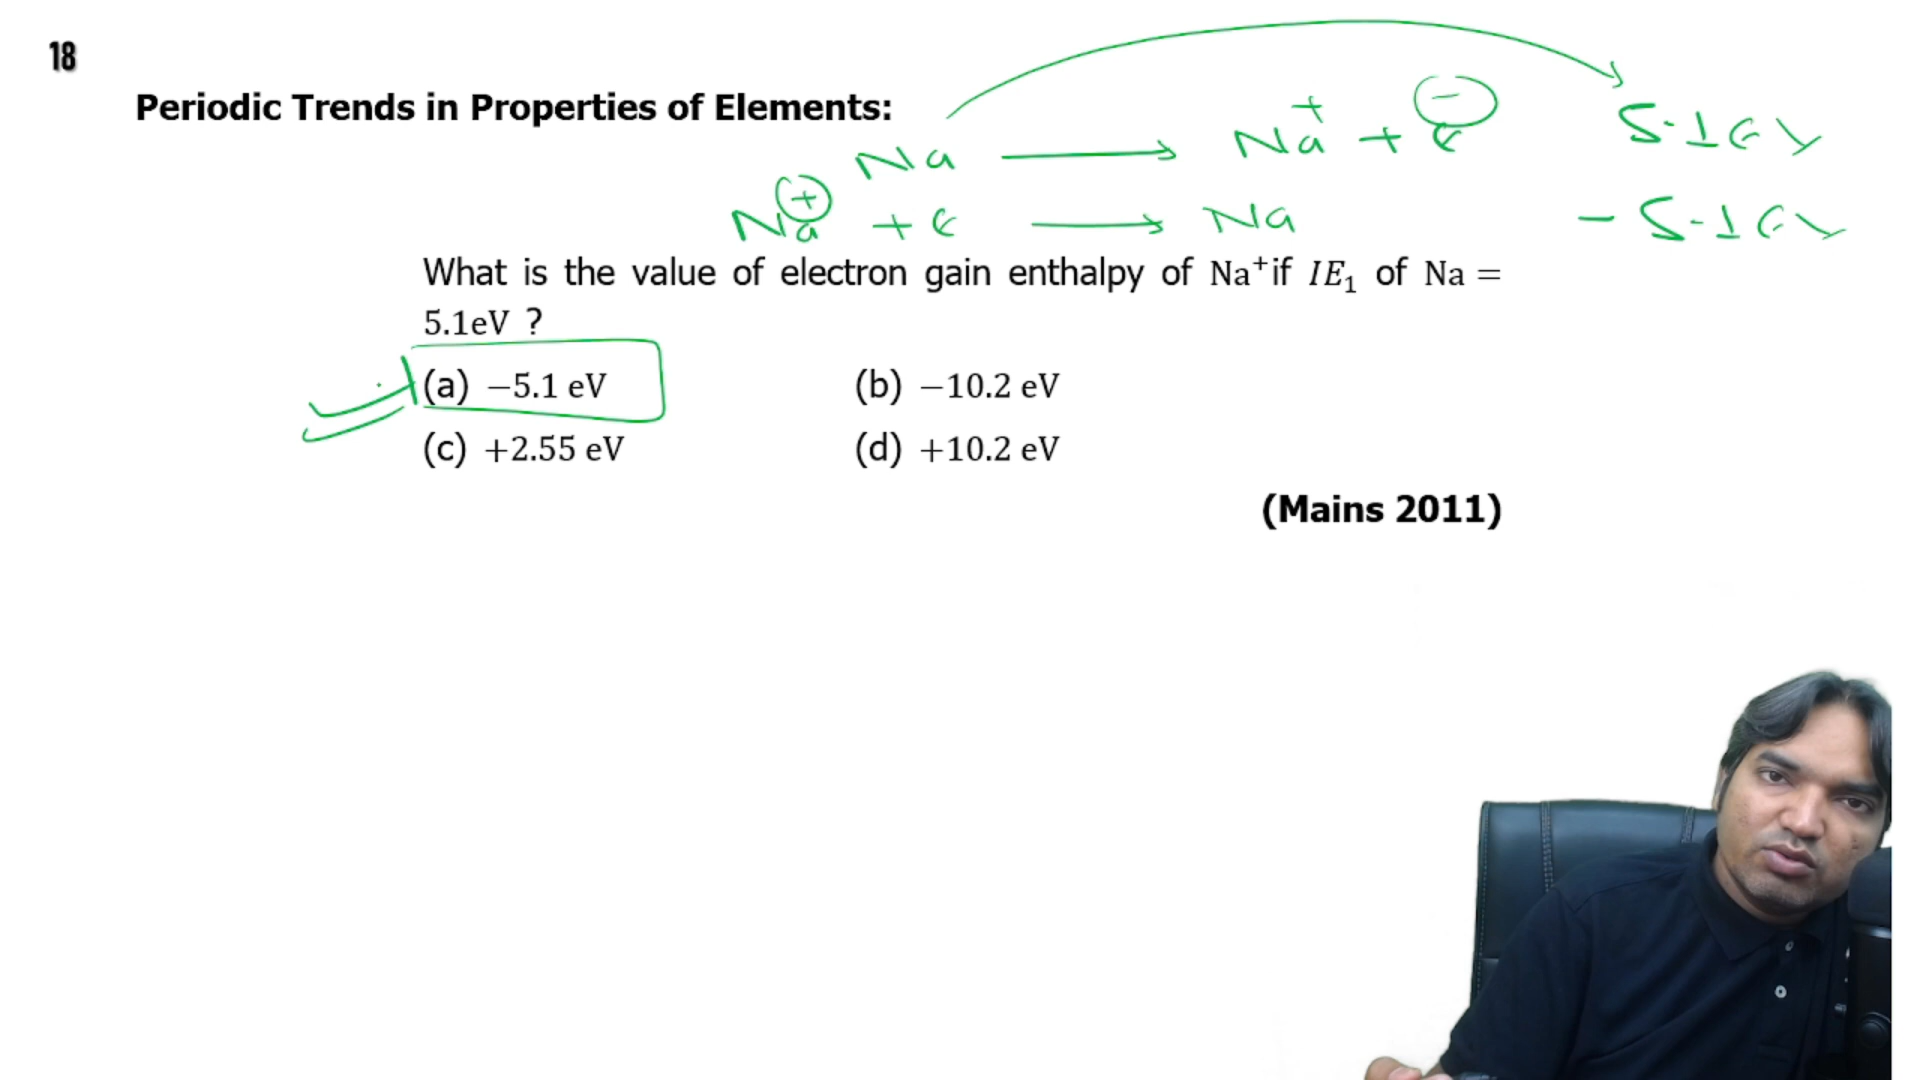 18
Periodic Trends in Properties of Elements:
Na ⟶ Na⁺ + e⁻ 5.1eV
Na⁺ + e ⟶ Na − 5.1eV
What is the value of electron gain enthalpy of Na⁺if IE₁ of Na =
5.1eV ?
(a) −5.1 eV (b) −10.2 eV
(c) +2.55 eV (d) +10.2 eV
(Mains 2011)